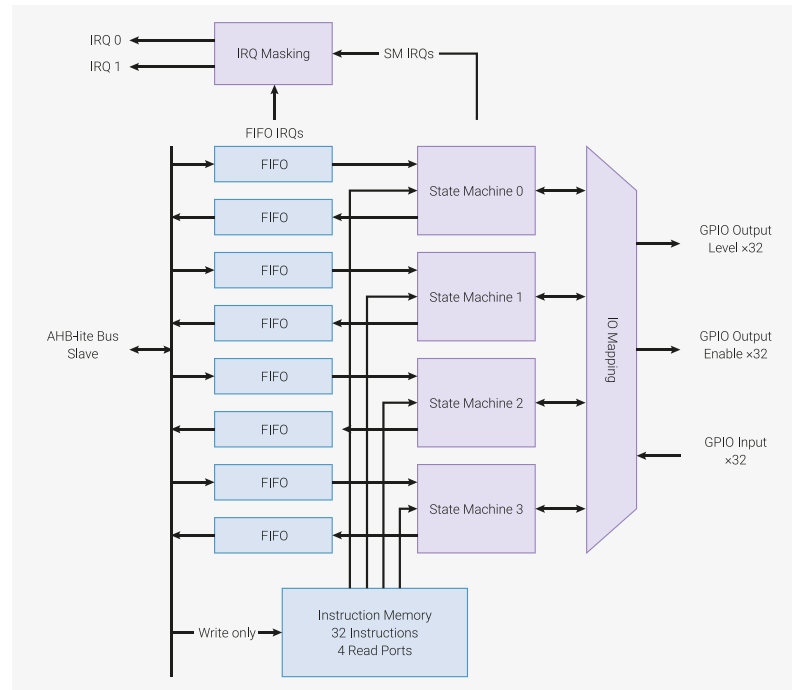 IRQ 0
IRQ 1
IRQ Masking
SM IRQs
FIFO IRQs
FIFO
FIFO
FIFO
FIFO
FIFO
FIFO
FIFO
FIFO
State Machine 0
State Machine 1
State Machine 2
State Machine 3
IO Mapping
GPIO Output
Level ×32
GPIO Output
Enable ×32
GPIO Input
×32
AHB-lite Bus
Slave
Write only
Instruction Memory
32 Instructions
4 Read Ports